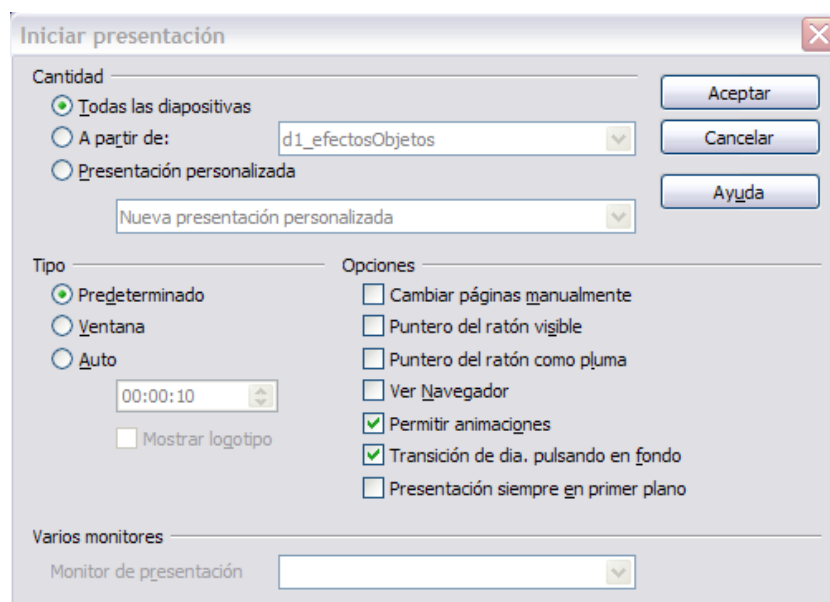 Iniciar presentación
Cantidad
Todas las diapositivas
Aceptar
A partir de:
d1_efectosObjetos
Cancelar
Presentación personalizada
Ayuda
Nueva presentación personalizada
Tipo
Opciones
Predeterminado
Cambiar páginas manualmente
Ventana
Puntero del ratón visible
Auto
Puntero del ratón como pluma
00:00:10
Ver Navegador
Mostrar logotipo
Permitir animaciones
Transición de dia. pulsando en fondo
Presentación siempre en primer plano
Varios monitores
Monitor de presentación